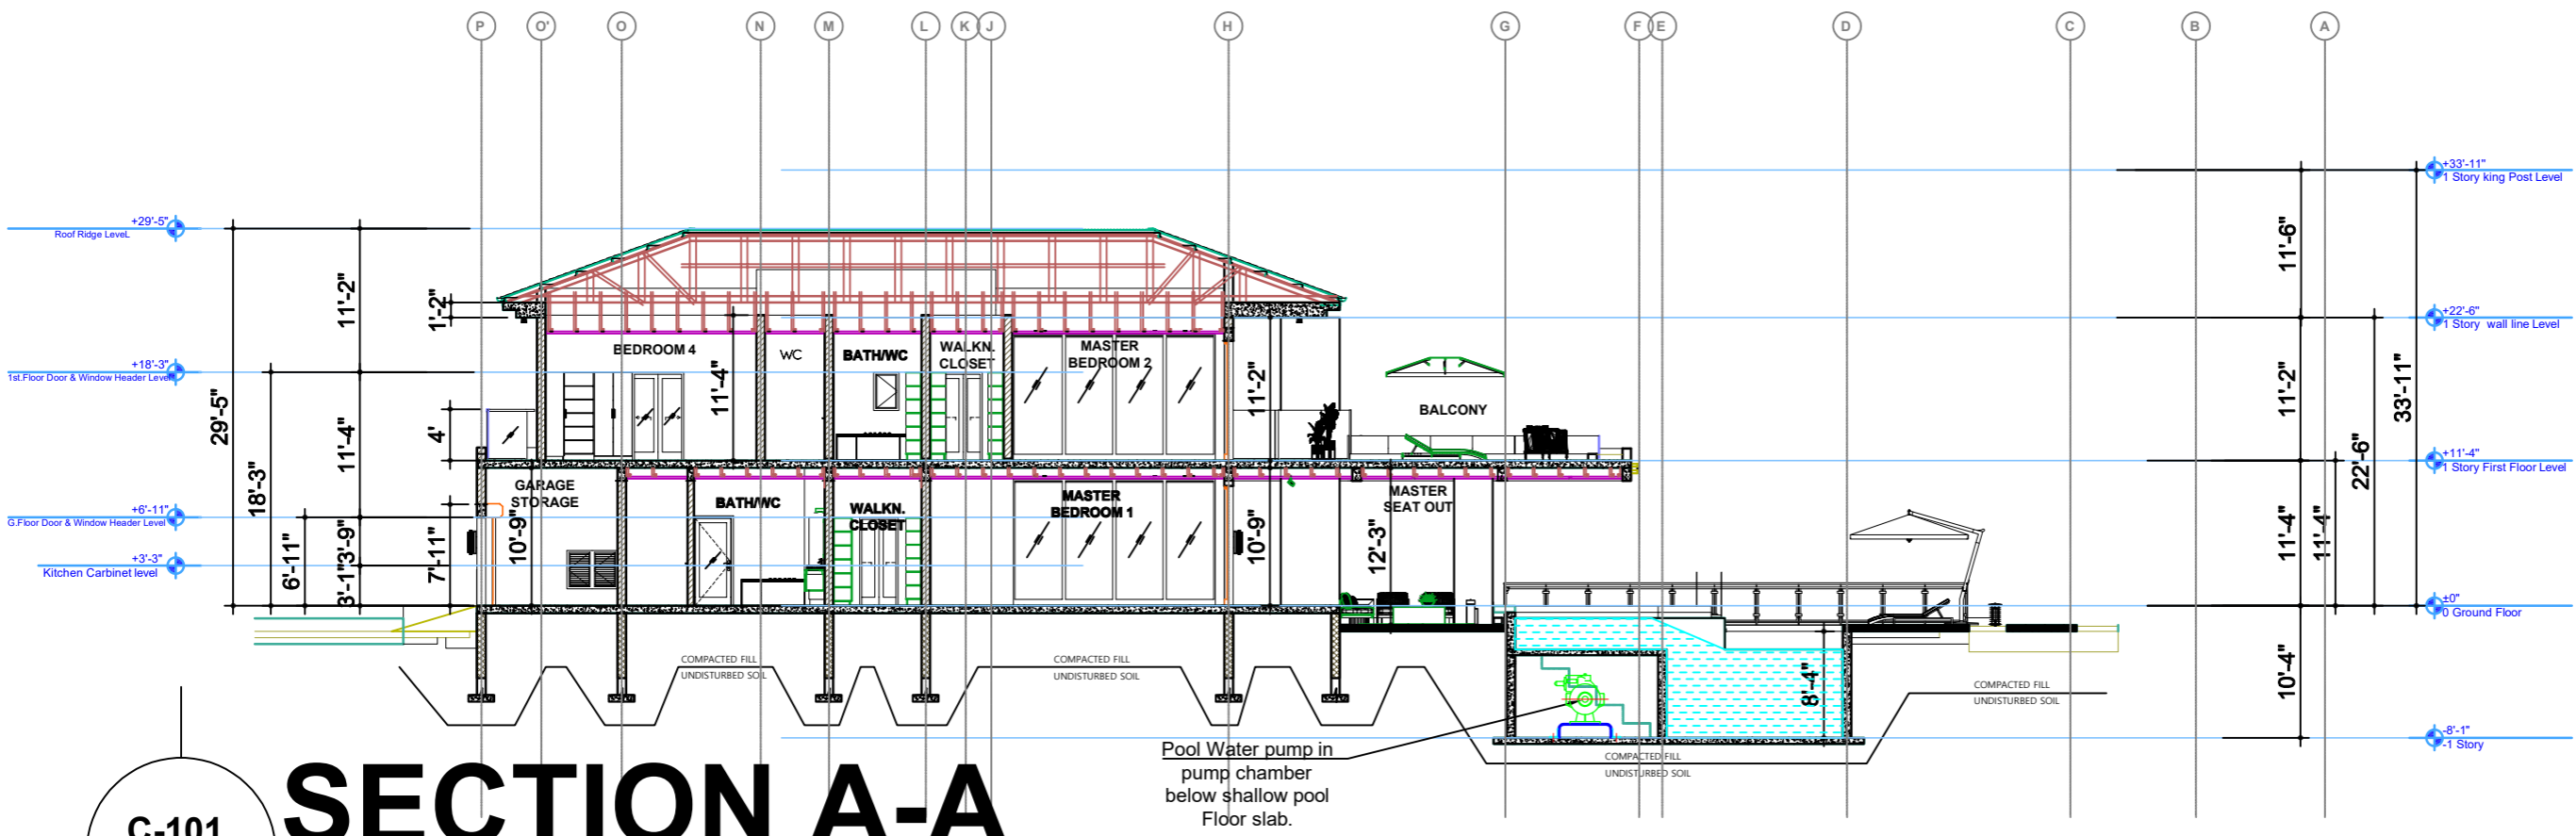 P O' O N M L K J H G F E D C B A
+33'-11"
1 Story king Post Level
+29'-5"
Roof Ridge LeveL
11'-6"
11'-2"
1'-2"
+22'-6"
1 Story wall line Level
BEDROOM 4
WC
BATH/WC
WALKN.
CLOSET
MASTER
BEDROOM 2
+18'-3"
1st.Floor Door & Window Header Level
11'-4"
11'-2"
11'-2"
33'-11"
29'-5"
BALCONY
4'
11'-4"
22'-6"
+11'-4"
1 Story First Floor Level
18'-3"
GARAGE
STORAGE
BATH/WC
WALKN.
CLOSET
MASTER
BEDROOM 1
MASTER
SEAT OUT
+6'-11"
G.Floor Door & Window Header Level
6'-11"
3'-9"
3'-1"
7'-11"
10'-9"
10'-9"
12'-3"
11'-4"
11'-4"
+3'-3"
Kitchen Carbinet level
±0"
0 Ground Floor
COMPACTED FILL
UNDISTURBED SOIL
COMPACTED FILL
UNDISTURBED SOIL
COMPACTED FILL
UNDISTURBED SOIL
8'-4"
10'-4"
-8'-1"
-1 Story
COMPACTED FILL
UNDISTURBED SOIL
Pool Water pump in
pump chamber
below shallow pool
Floor slab.
C-101
SECTION A-A